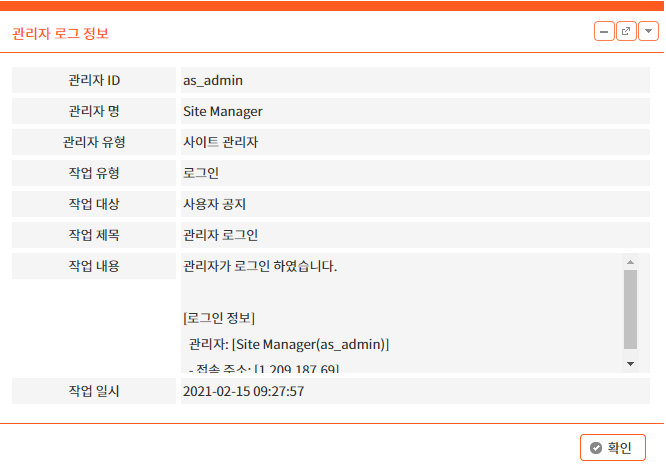 관리자 로그 정보
관리자 ID as_admin
관리자 명 Site Manager
관리자 유형 사이트 관리자
작업 유형 로그인
작업 대상 사용자 공지
작업 제목 관리자 로그인
작업 내용 관리자가 로그인 하였습니다.
[로그인 정보]
관리자: [Site Manager(as_admin)]
- 접속 주소: [1.209.187.69]
작업 일시 2021-02-15 09:27:57
확인